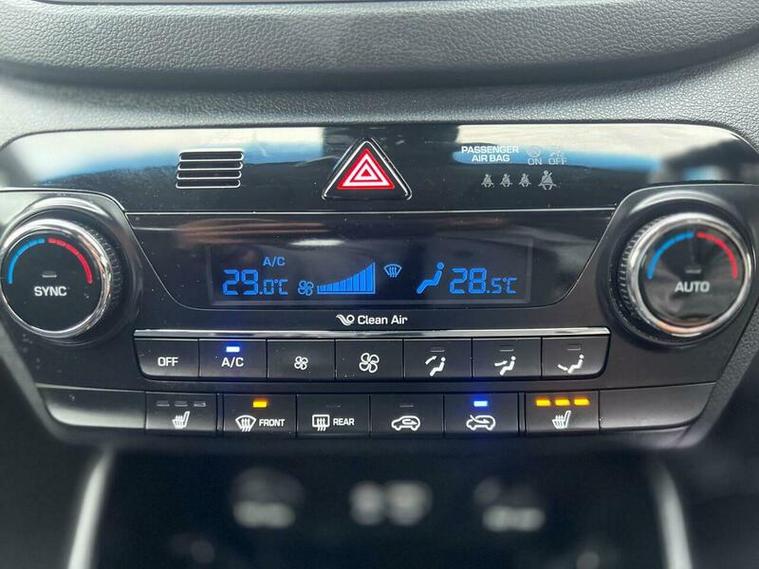 PASSENGER
AIR BAG
ON OFF
A/C
29.0°C
28.5°C
SYNC
AUTO
Clean Air
OFF
A/C
FRONT
REAR